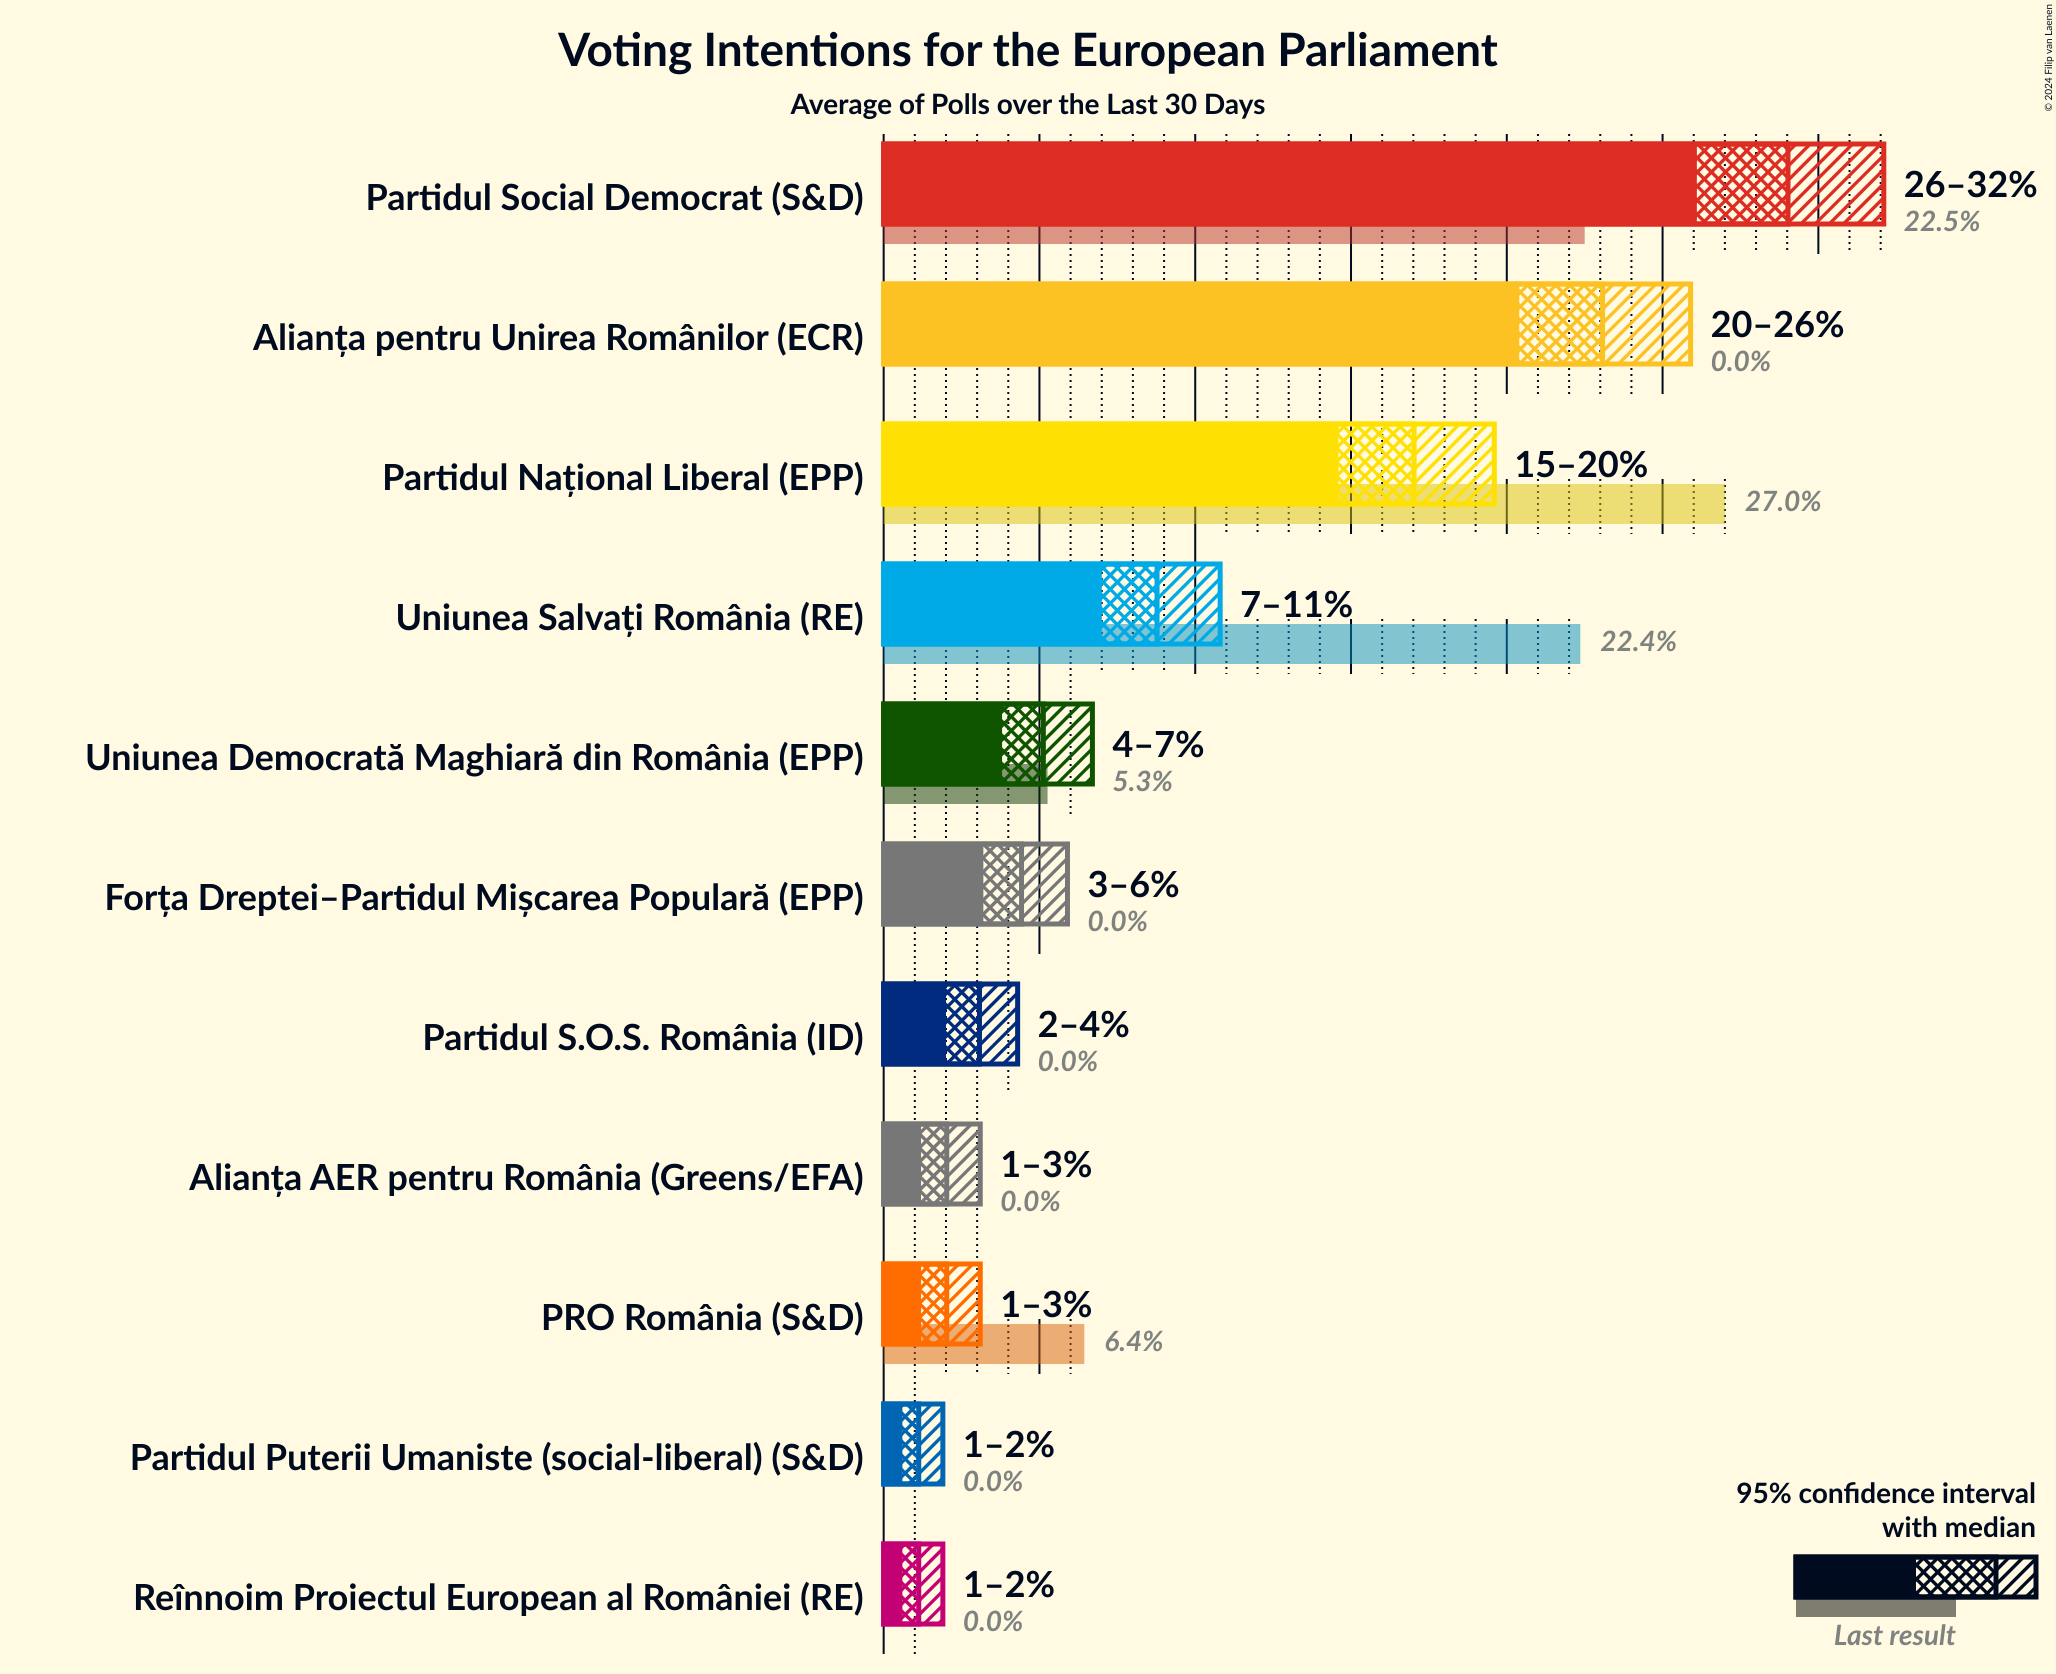 © 2024 Filip van Laenen
Voting Intentions for the European Parliament
Average of Polls over the Last 30 Days
Partidul Social Democrat (S&D)
26–32%
22.5%
Alianța pentru Unirea Românilor (ECR)
20–26%
0.0%
Partidul Național Liberal (EPP)
15–20%
27.0%
Uniunea Salvați România (RE)
7–11%
22.4%
Uniunea Democrată Maghiară din România (EPP)
4–7%
5.3%
Forța Dreptei–Partidul Mișcarea Populară (EPP)
3–6%
0.0%
Partidul S.O.S. România (ID)
2–4%
0.0%
Alianța AER pentru România (Greens/EFA)
1–3%
0.0%
PRO România (S&D)
1–3%
6.4%
Partidul Puterii Umaniste (social-liberal) (S&D)
1–2%
0.0%
Reînnoim Proiectul European al României (RE)
1–2%
0.0%
95% confidence interval
with median
Last result